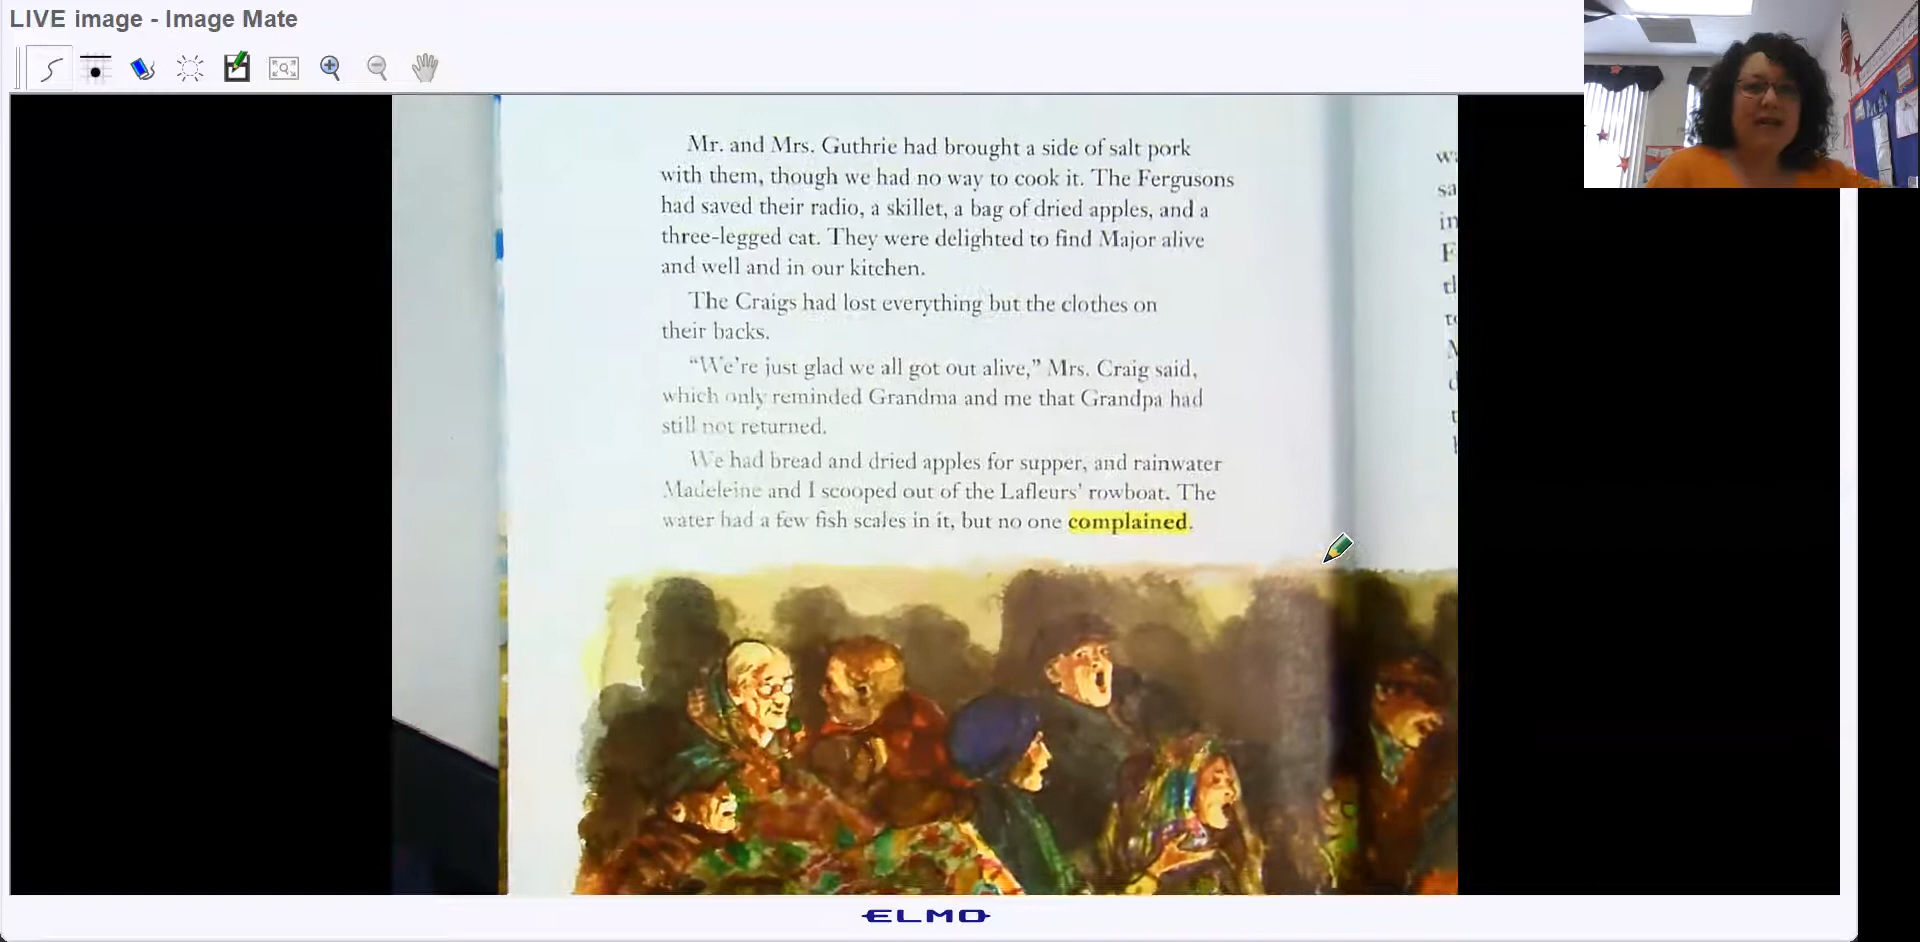 LIVE image - Image Mate
Mr. and Mrs. Guthrie had brought a side of salt pork
with them, though we had no way to cook it. The Fergusons
had saved their radio, a skillet, a bag of dried apples, and a
three-legged cat. They were delighted to find Major alive
and well and in our kitchen.
The Craigs had lost everything but the clothes on
their backs.
“We’re just glad we all got out alive,” Mrs. Craig said,
which only reminded Grandma and me that Grandpa had
still not returned.
We had bread and dried apples for supper, and rainwater
Madeleine and I scooped out of the Lafleurs’ rowboat. The
water had a few fish scales in it, but no one complained.
ELMO